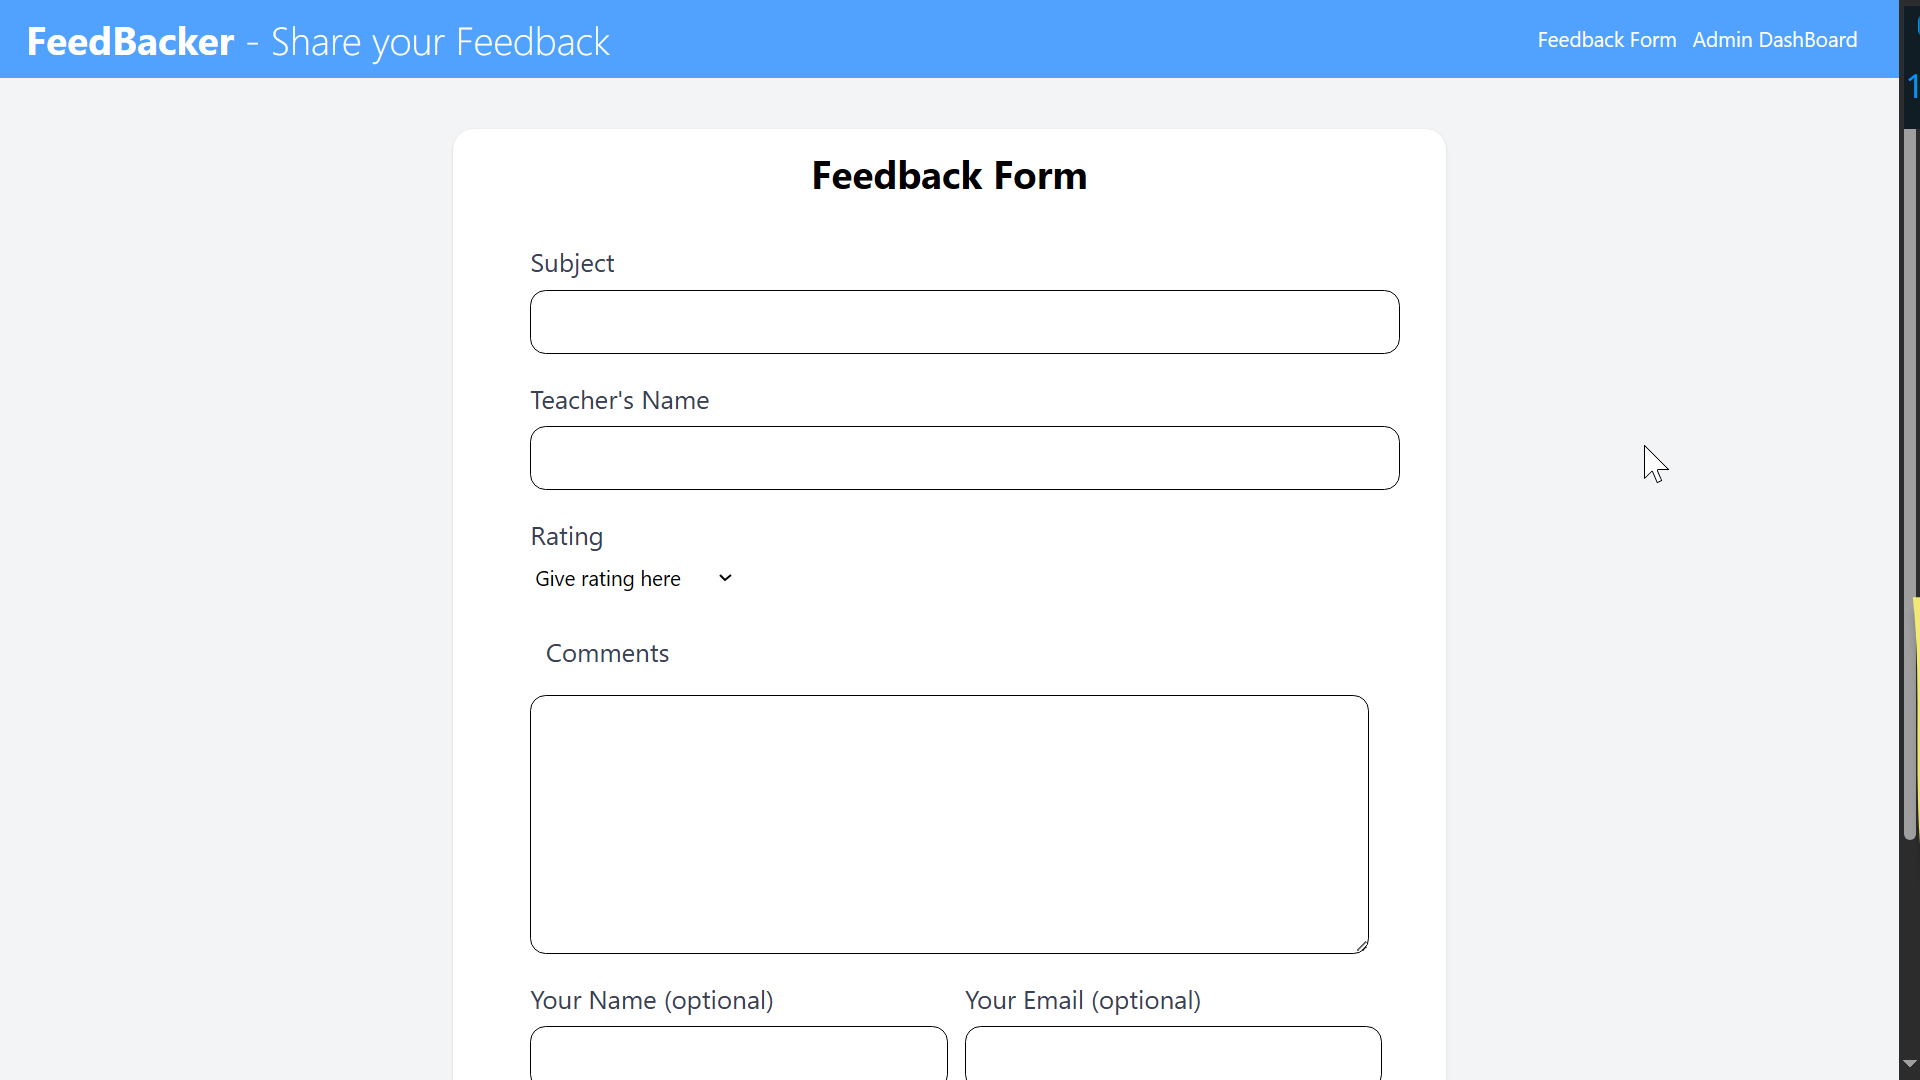 FeedBacker - Share your Feedback
Feedback Form Admin DashBoard
1
Feedback Form
Subject
Teacher's Name
Rating
Give rating here
Comments
Your Name (optional) Your Email (optional)